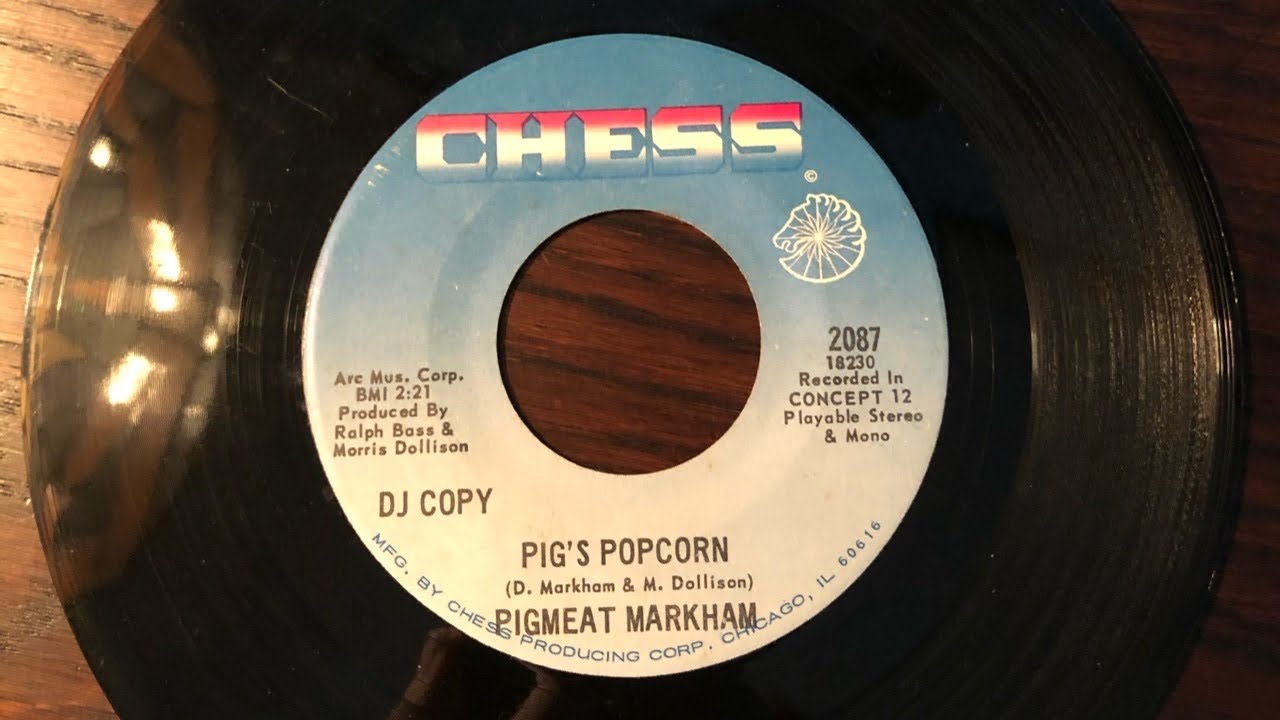 CHESS
©
Arc Mus. Corp.
BMI 2:21
Produced By
Ralph Bass &
Morris Dollison
2087
18230
Recorded In
CONCEPT 12
Playable Stereo
& Mono
DJ COPY
PIG'S POPCORN
(D. Markham & M. Dollison)
PIGMEAT MARKHAM
MFG. BY CHESS PRODUCING CORP. CHICAGO, IL 60616